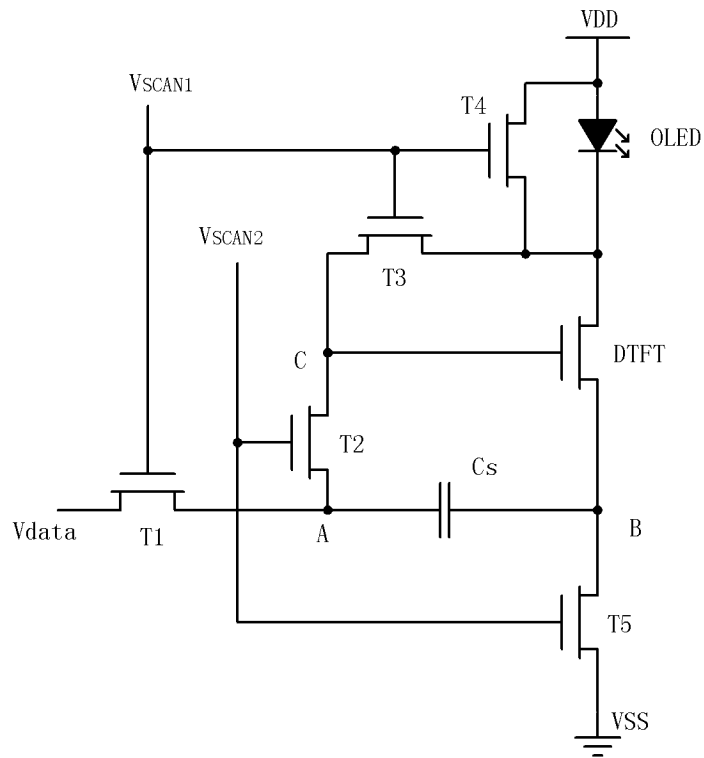 VDD
VSCAN1
T4
OLED
VSCAN2
T3
C
DTFT
T2
Cs
Vdata
T1
A
B
T5
VSS